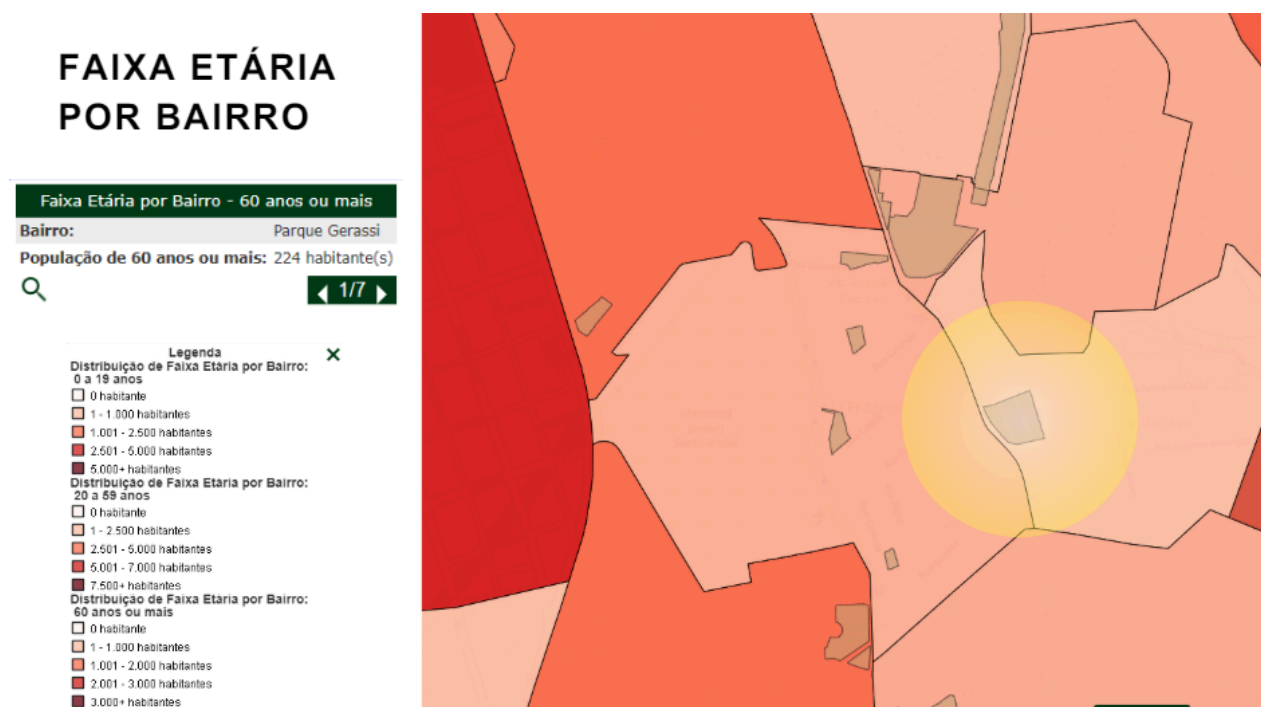 FAIXA ETÁRIA
POR BAIRRO
Faixa Etária por Bairro - 60 anos ou mais
Bairro: Parque Gerassi
População de 60 anos ou mais: 224 habitante(s)
1/7
Legenda
Distribuição de Faixa Etária por Bairro:
0 a 19 anos
0 habitante
1 - 1.000 habitantes
1.001 - 2.500 habitantes
2.501 - 5.000 habitantes
5.000+ habitantes
Distribuição de Faixa Etária por Bairro:
20 a 59 anos
0 habitante
1 - 2.500 habitantes
2.501 - 5.000 habitantes
5.001 - 7.000 habitantes
7.500+ habitantes
Distribuição de Faixa Etária por Bairro:
60 anos ou mais
0 habitante
1 - 1.000 habitantes
1.001 - 2.000 habitantes
2.001 - 3.000 habitantes
3.000+ habitantes